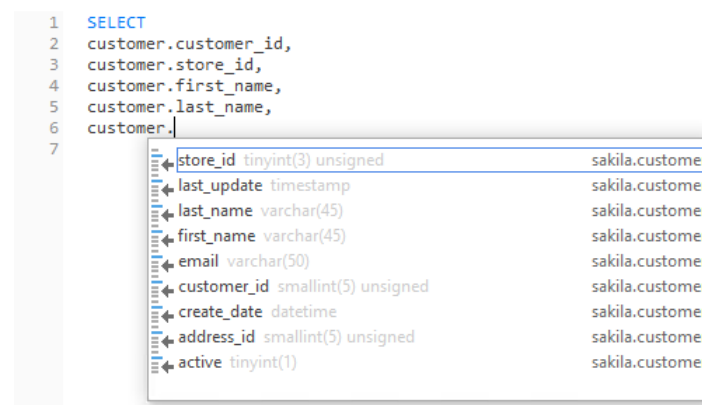 1 SELECT
2 customer.customer_id,
3 customer.store_id,
4 customer.first_name,
5 customer.last_name,
6 customer.
7
store_id tinyint(3) unsigned sakila.custome
last_update timestamp sakila.custome
last_name varchar(45) sakila.custome
first_name varchar(45) sakila.custome
email varchar(50) sakila.custome
customer_id smallint(5) unsigned sakila.custome
create_date datetime sakila.custome
address_id smallint(5) unsigned sakila.custome
active tinyint(1) sakila.custome